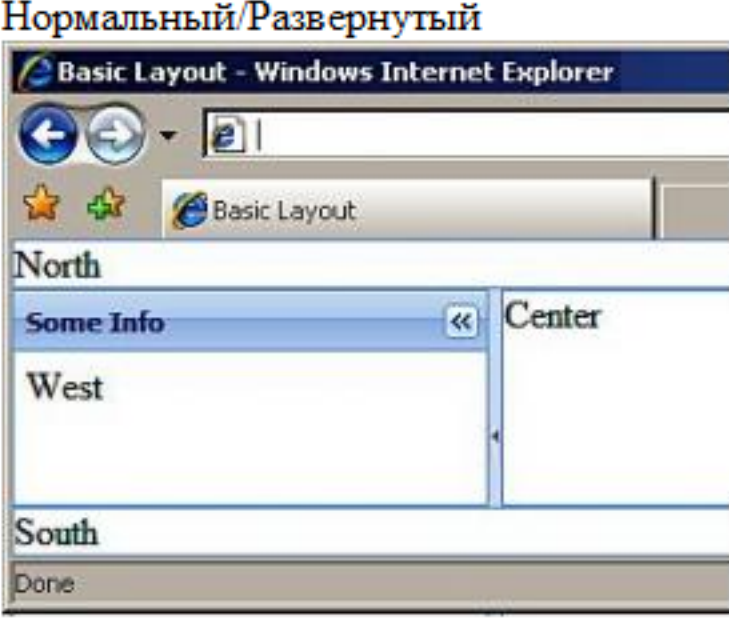 Нормальный/Развернутый
Basic Layout - Windows Internet Explorer
Basic Layout
North
Some Info
Center
West
South
Done